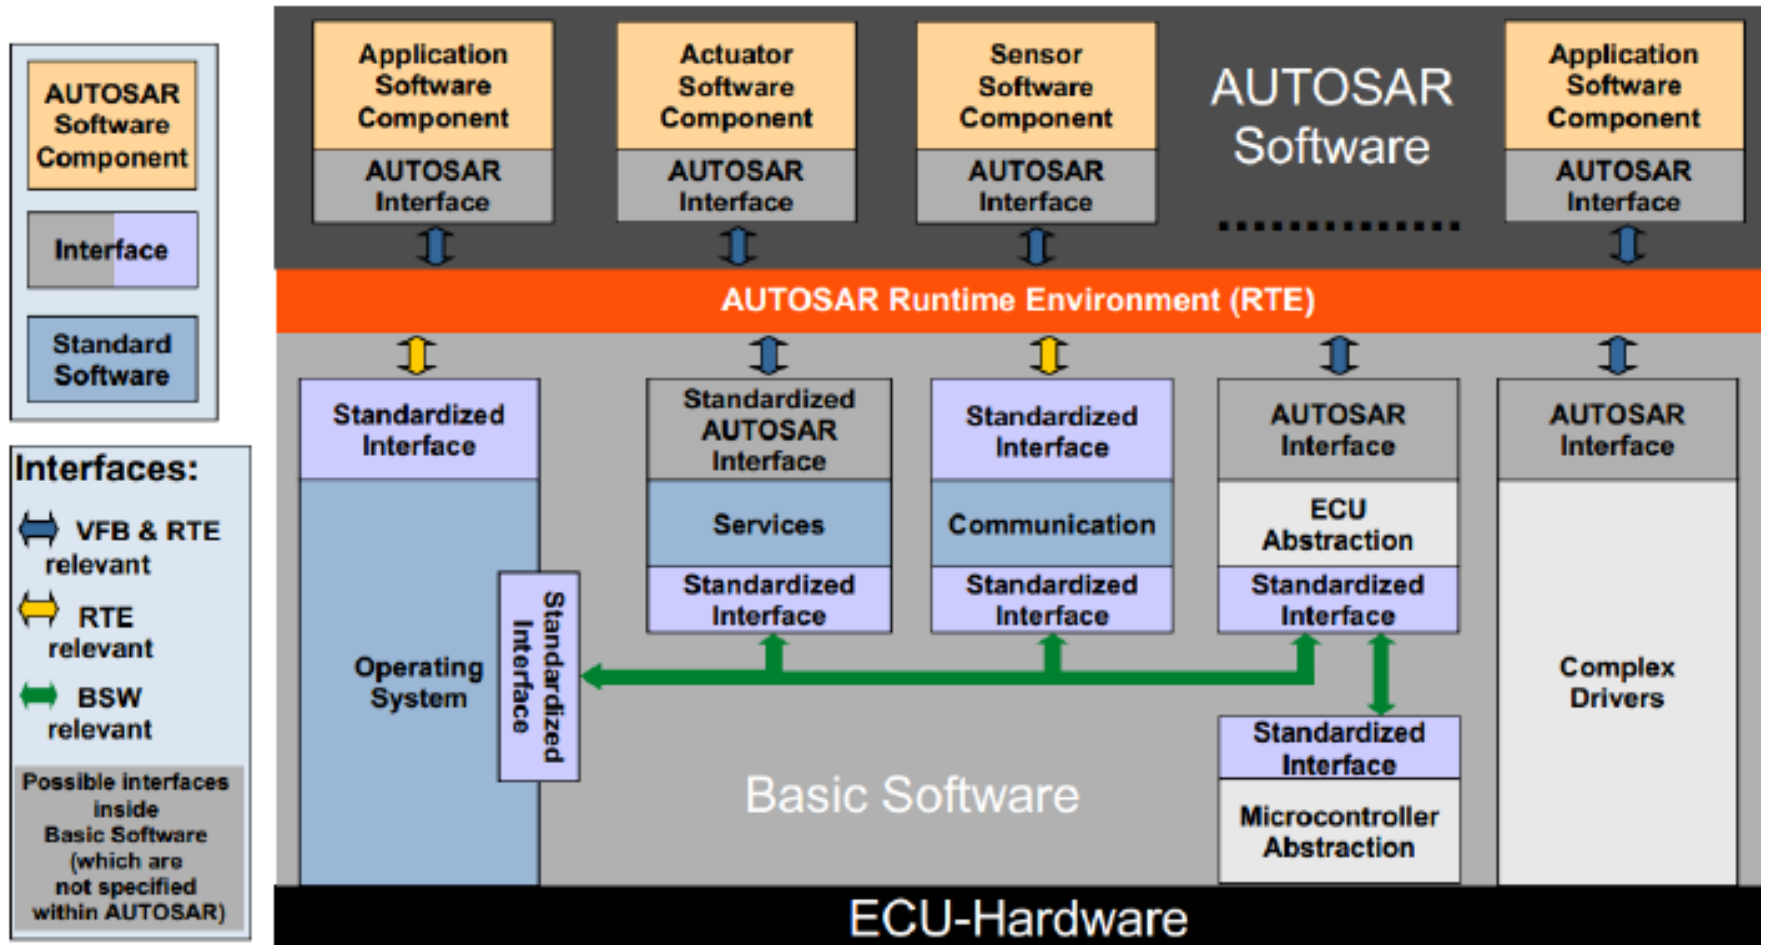 AUTOSAR
Software
Component
Interface
Standard
Software
Interfaces:
VFB & RTE
relevant
RTE
relevant
BSW
relevant
Possible interfaces
inside
Basic Software
(which are
not specified
within AUTOSAR)
Application
Software
Component
AUTOSAR
Interface
Actuator
Software
Component
AUTOSAR
Interface
Sensor
Software
Component
AUTOSAR
Interface
AUTOSAR
Software
..............
Application
Software
Component
AUTOSAR
Interface
AUTOSAR Runtime Environment (RTE)
Standardized
Interface
Operating
System
Standardized
Interface
Standardized
AUTOSAR
Interface
Services
Standardized
Interface
Standardized
Interface
Communication
Standardized
Interface
AUTOSAR
Interface
ECU
Abstraction
Standardized
Interface
Standardized
Interface
Microcontroller
Abstraction
AUTOSAR
Interface
Complex
Drivers
Basic Software
ECU-Hardware